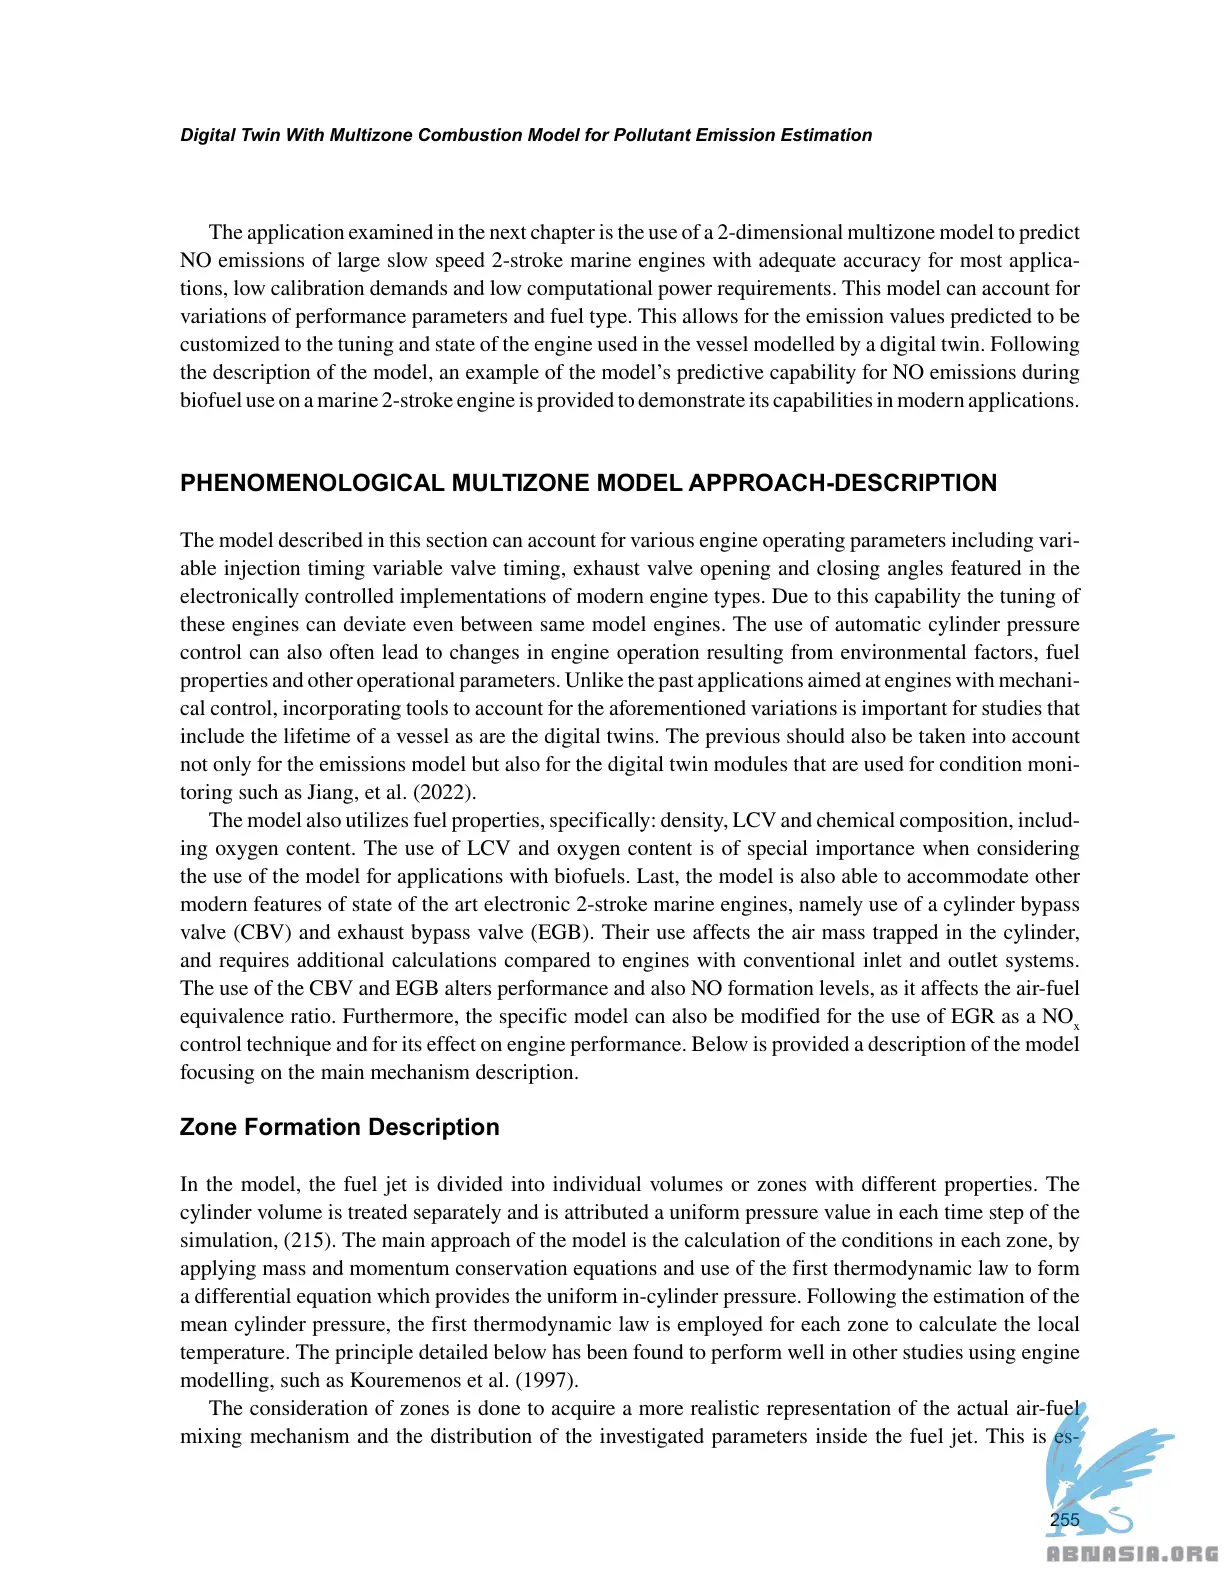 Digital Twin With Multizone Combustion Model for Pollutant Emission Estimation
The application examined in the next chapter is the use of a 2-dimensional multizone model to predict
NO emissions of large slow speed 2-stroke marine engines with adequate accuracy for most applica-
tions, low calibration demands and low computational power requirements. This model can account for
variations of performance parameters and fuel type. This allows for the emission values predicted to be
customized to the tuning and state of the engine used in the vessel modelled by a digital twin. Following
the description of the model, an example of the model’s predictive capability for NO emissions during
biofuel use on a marine 2-stroke engine is provided to demonstrate its capabilities in modern applications.
PHENOMENOLOGICAL MULTIZONE MODEL APPROACH-DESCRIPTION
The model described in this section can account for various engine operating parameters including vari-
able injection timing variable valve timing, exhaust valve opening and closing angles featured in the
electronically controlled implementations of modern engine types. Due to this capability the tuning of
these engines can deviate even between same model engines. The use of automatic cylinder pressure
control can also often lead to changes in engine operation resulting from environmental factors, fuel
properties and other operational parameters. Unlike the past applications aimed at engines with mechani-
cal control, incorporating tools to account for the aforementioned variations is important for studies that
include the lifetime of a vessel as are the digital twins. The previous should also be taken into account
not only for the emissions model but also for the digital twin modules that are used for condition moni-
toring such as Jiang, et al. (2022).
The model also utilizes fuel properties, specifically: density, LCV and chemical composition, includ-
ing oxygen content. The use of LCV and oxygen content is of special importance when considering
the use of the model for applications with biofuels. Last, the model is also able to accommodate other
modern features of state of the art electronic 2-stroke marine engines, namely use of a cylinder bypass
valve (CBV) and exhaust bypass valve (EGB). Their use affects the air mass trapped in the cylinder,
and requires additional calculations compared to engines with conventional inlet and outlet systems.
The use of the CBV and EGB alters performance and also NO formation levels, as it affects the air-fuel
equivalence ratio. Furthermore, the specific model can also be modified for the use of EGR as a NOx
control technique and for its effect on engine performance. Below is provided a description of the model
focusing on the main mechanism description.
Zone Formation Description
In the model, the fuel jet is divided into individual volumes or zones with different properties. The
cylinder volume is treated separately and is attributed a uniform pressure value in each time step of the
simulation, (215). The main approach of the model is the calculation of the conditions in each zone, by
applying mass and momentum conservation equations and use of the first thermodynamic law to form
a differential equation which provides the uniform in-cylinder pressure. Following the estimation of the
mean cylinder pressure, the first thermodynamic law is employed for each zone to calculate the local
temperature. The principle detailed below has been found to perform well in other studies using engine
modelling, such as Kouremenos et al. (1997).
The consideration of zones is done to acquire a more realistic representation of the actual air-fuel
mixing mechanism and the distribution of the investigated parameters inside the fuel jet. This is es-
255
ABNASIA.ORG